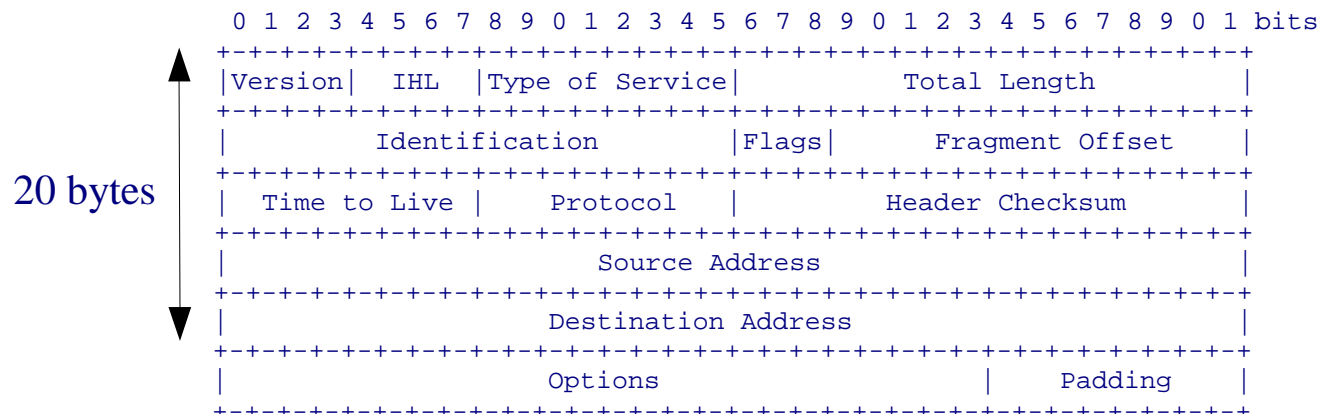 0 1 2 3 4 5 6 7 8 9 0 1 2 3 4 5 6 7 8 9 0 1 2 3 4 5 6 7 8 9 0 1 bits
+-+-+-+-+-+-+-+-+-+-+-+-+-+-+-+-+-+-+-+-+-+-+-+-+-+-+-+-+-+-+-+-+
|Version|  IHL  |Type of Service|          Total Length         |
+-+-+-+-+-+-+-+-+-+-+-+-+-+-+-+-+-+-+-+-+-+-+-+-+-+-+-+-+-+-+-+-+
|         Identification        |Flags|      Fragment Offset    |
+-+-+-+-+-+-+-+-+-+-+-+-+-+-+-+-+-+-+-+-+-+-+-+-+-+-+-+-+-+-+-+-+
20 bytes
|  Time to Live |    Protocol   |         Header Checksum       |
+-+-+-+-+-+-+-+-+-+-+-+-+-+-+-+-+-+-+-+-+-+-+-+-+-+-+-+-+-+-+-+-+
|                       Source Address                          |
+-+-+-+-+-+-+-+-+-+-+-+-+-+-+-+-+-+-+-+-+-+-+-+-+-+-+-+-+-+-+-+-+
|                    Destination Address                        |
+-+-+-+-+-+-+-+-+-+-+-+-+-+-+-+-+-+-+-+-+-+-+-+-+-+-+-+-+-+-+-+-+
|                    Options                    |    Padding    |
+-+-+-+-+-+-+-+-+-+-+-+-+-+-+-+-+-+-+-+-+-+-+-+-+-+-+-+-+-+-+-+-+